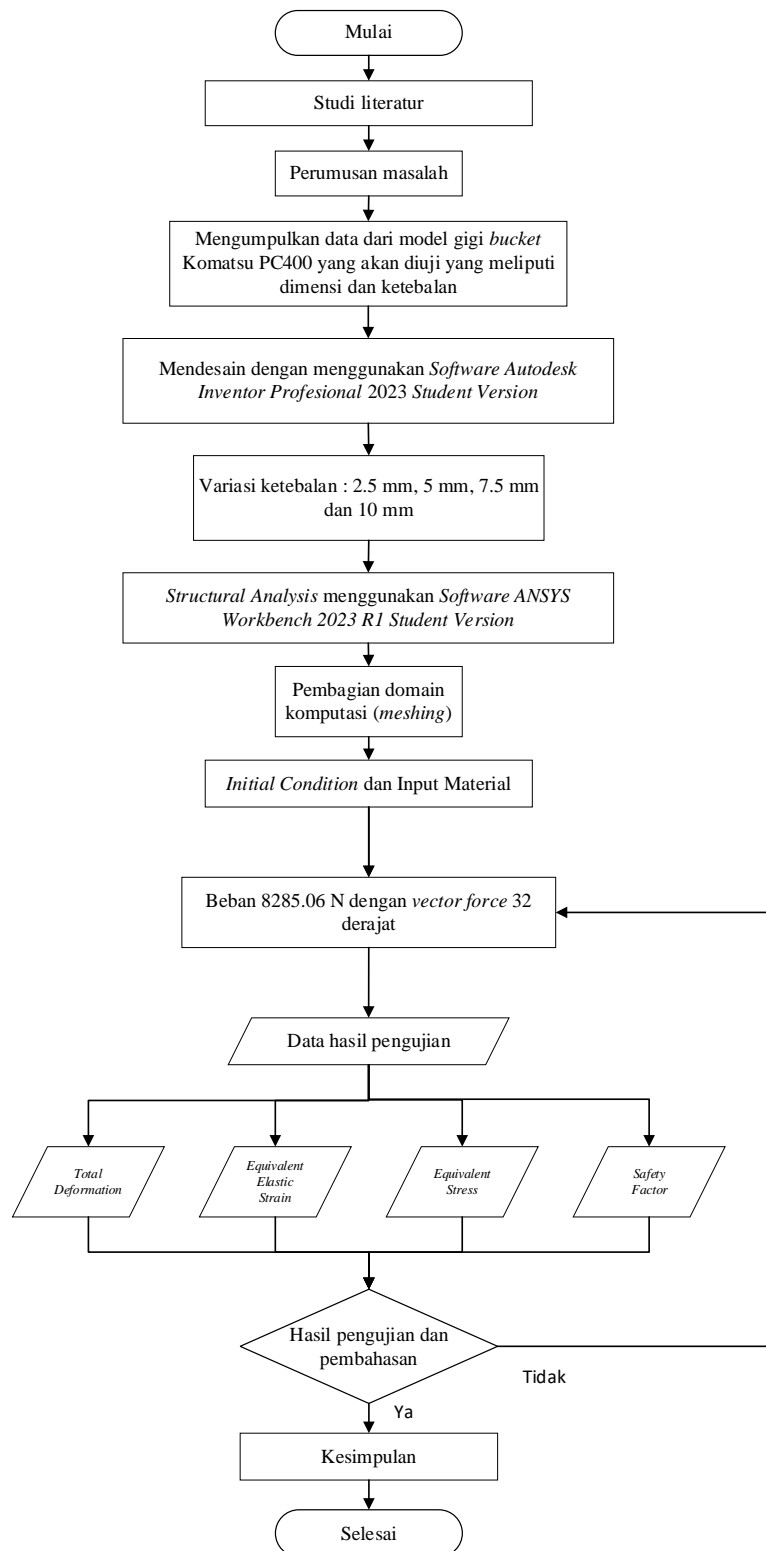 Mulai
Studi literatur
Perumusan masalah
Mengumpulkan data dari model gigi bucket
Komatsu PC400 yang akan diuji yang meliputi
dimensi dan ketebalan
Mendesain dengan menggunakan Software Autodesk
Inventor Profesional 2023 Student Version
Variasi ketebalan : 2.5 mm, 5 mm, 7.5 mm
dan 10 mm
Structural Analysis menggunakan Software ANSYS
Workbench 2023 R1 Student Version
Pembagian domain
komputasi (meshing)
Initial Condition dan Input Material
Beban 8285.06 N dengan vector force 32
derajat
Data hasil pengujian
Total
Deformation
Equivalent
Elastic
Strain
Equivalent
Stress
Safety
Factor
Hasil pengujian dan
pembahasan
Tidak
Ya
Kesimpulan
Selesai